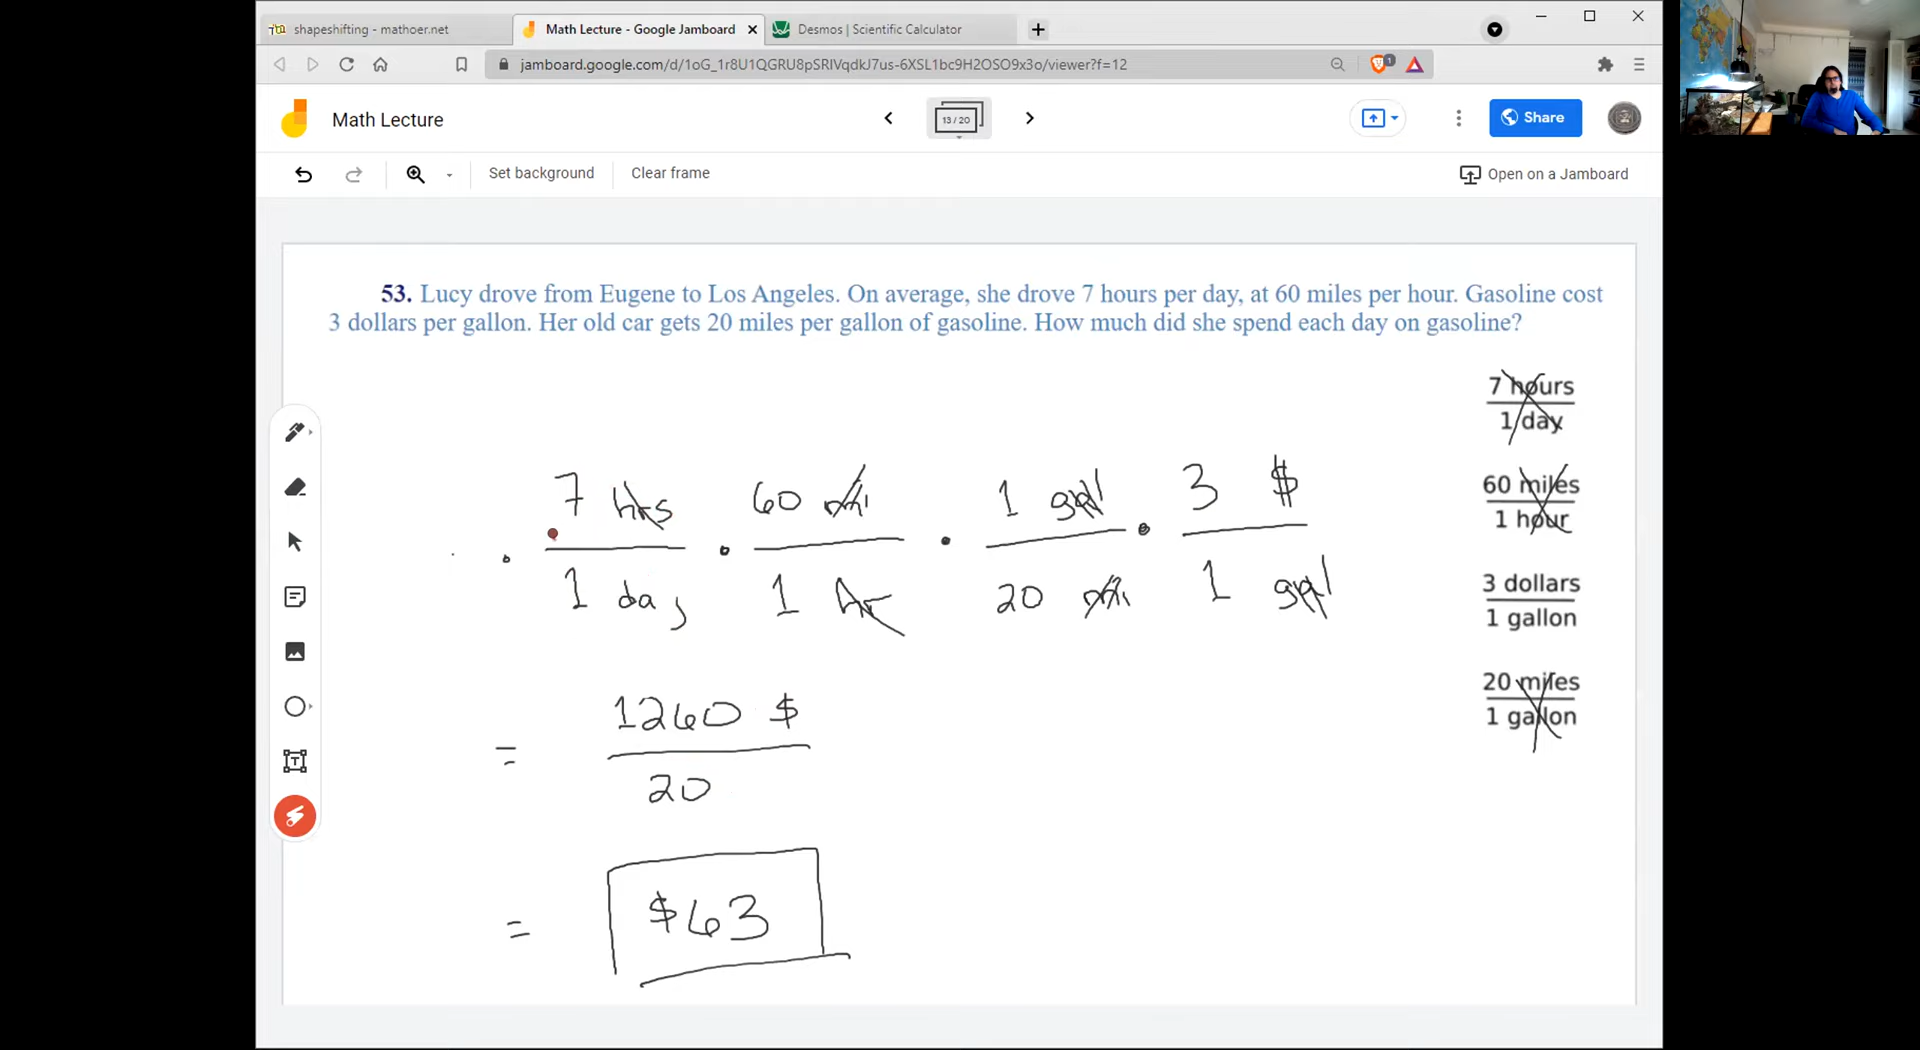 shapeshifting - mathoer.net
Math Lecture - Google Jamboard
Desmos | Scientific Calculator
jamboard.google.com/d/1oG_1r8U1QGRU8pSRIVqdkJ7us-6XSL1bc9H2OSO9x3o/viewer?f=12
1
Math Lecture
13 / 20
Share
Set background
Clear frame
Open on a Jamboard
53. Lucy drove from Eugene to Los Angeles. On average, she drove 7 hours per day, at 60 miles per hour. Gasoline cost
3 dollars per gallon. Her old car gets 20 miles per gallon of gasoline. How much did she spend each day on gasoline?
7 hours
1 day
60 miles
1 hour
3 dollars
1 gallon
20 miles
1 gallon
· 7 hrs · 60 mi · 1 gal · 3 $
1 day 1 hr 20 mi 1 gal
= 1260 $
20
= $63